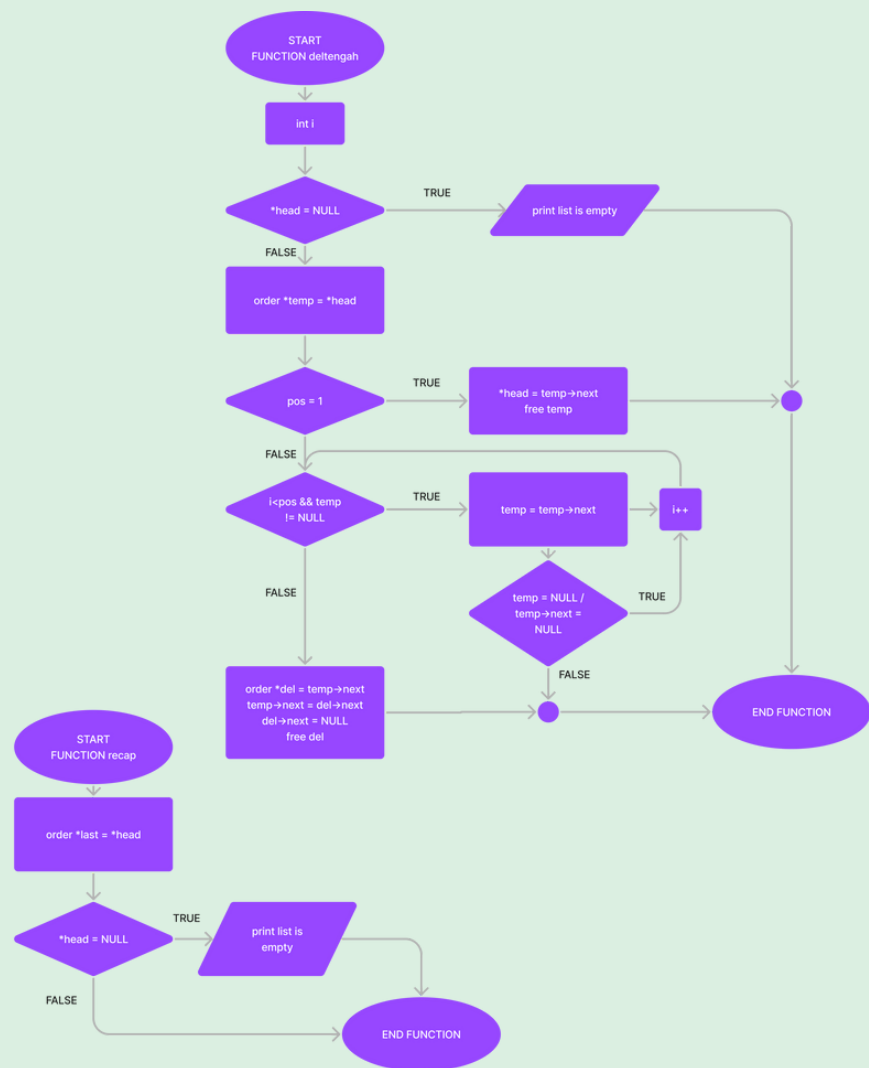 START
FUNCTION deltengah
int i
*head = NULL
TRUE
print list is empty
FALSE
order *temp = *head
pos = 1
TRUE
*head = temp→next
free temp
FALSE
i<pos && temp
!= NULL
TRUE
temp = temp→next
i++
temp = NULL /
temp→next =
NULL
TRUE
FALSE
FALSE
order *del = temp→next
temp→next = del→next
del→next = NULL
free del
END FUNCTION
START
FUNCTION recap
order *last = *head
*head = NULL
TRUE
print list is
empty
FALSE
END FUNCTION